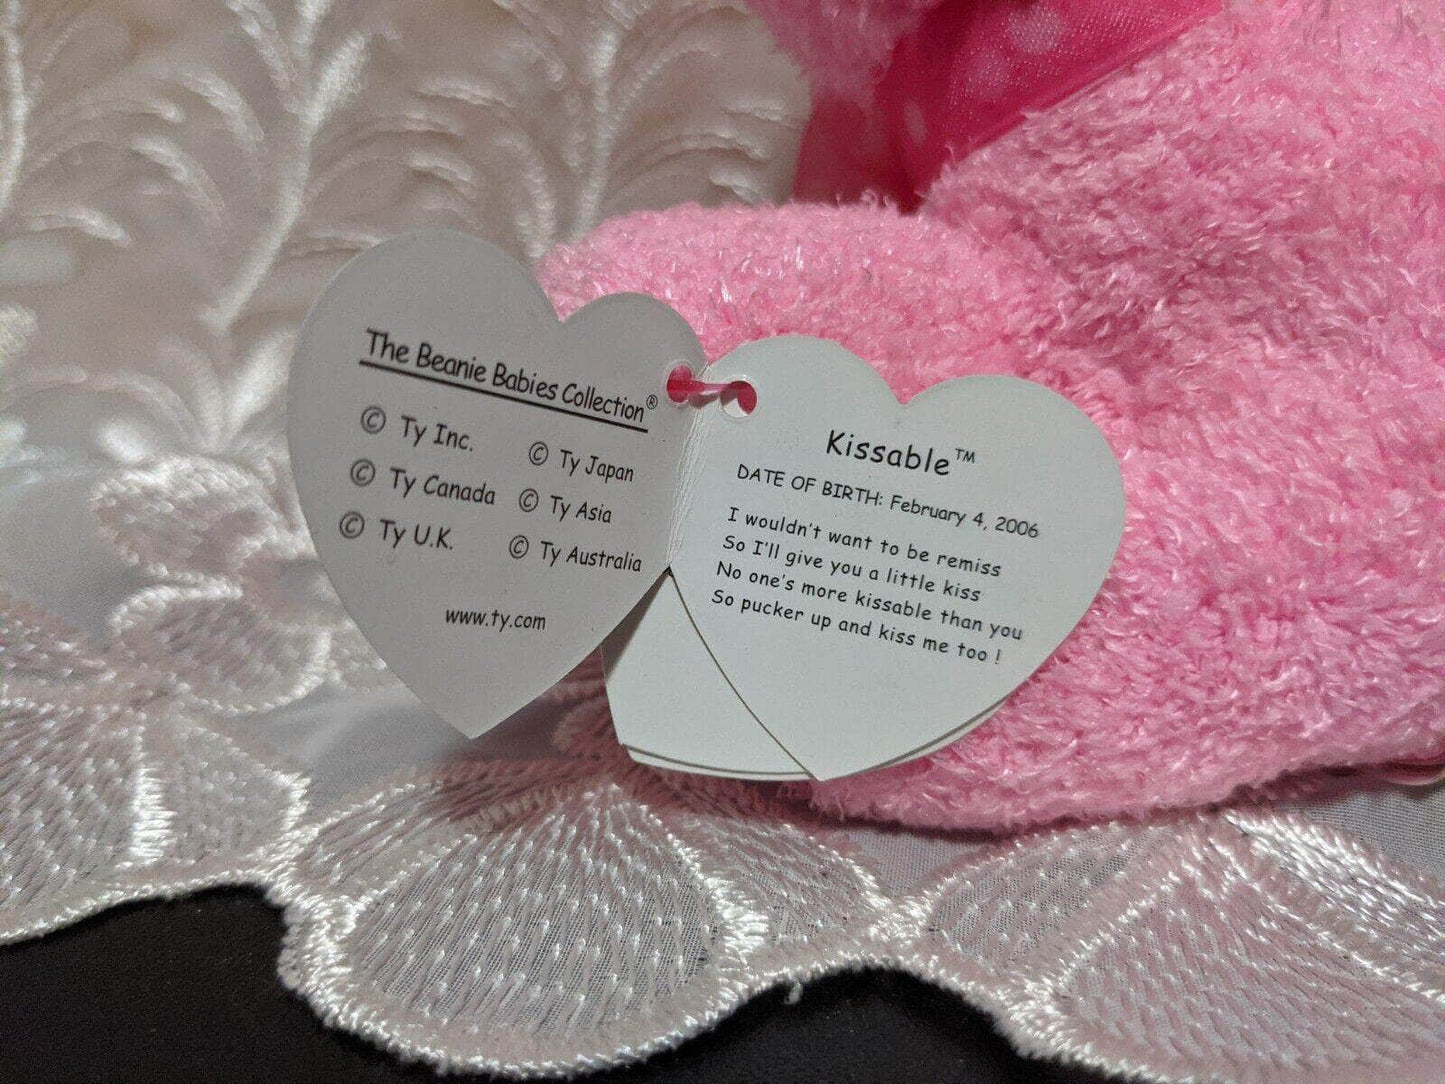 The Beanie Babies Collection®
© Ty Inc.
© Ty Canada
© Ty U.K.
© Ty Japan
© Ty Asia
© Ty Australia
www.ty.com
Kissable™
DATE OF BIRTH: February 4, 2006
I wouldn't want to be remiss
So I'll give you a little kiss
No one's more kissable than you
So pucker up and kiss me too !